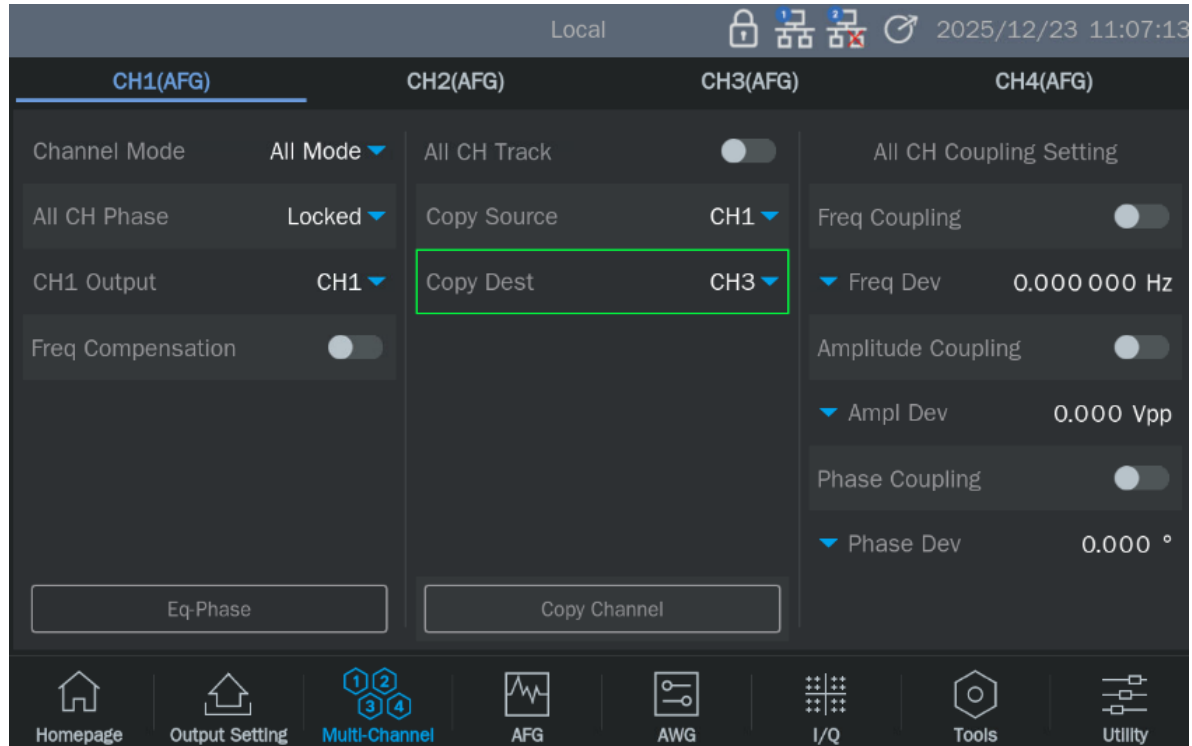 Local 1 2 2025/12/23 11:07:13
CH1(AFG) CH2(AFG) CH3(AFG) CH4(AFG)
Channel Mode All Mode
All CH Phase Locked
CH1 Output CH1
Freq Compensation
Eq-Phase
All CH Track
Copy Source CH1
Copy Dest CH3
Copy Channel
All CH Coupling Setting
Freq Coupling
Freq Dev 0.000 000 Hz
Amplitude Coupling
Ampl Dev 0.000 Vpp
Phase Coupling
Phase Dev 0.000 °
1 2
3 4
Homepage Output Setting Multi-Channel AFG AWG I/Q Tools Utility